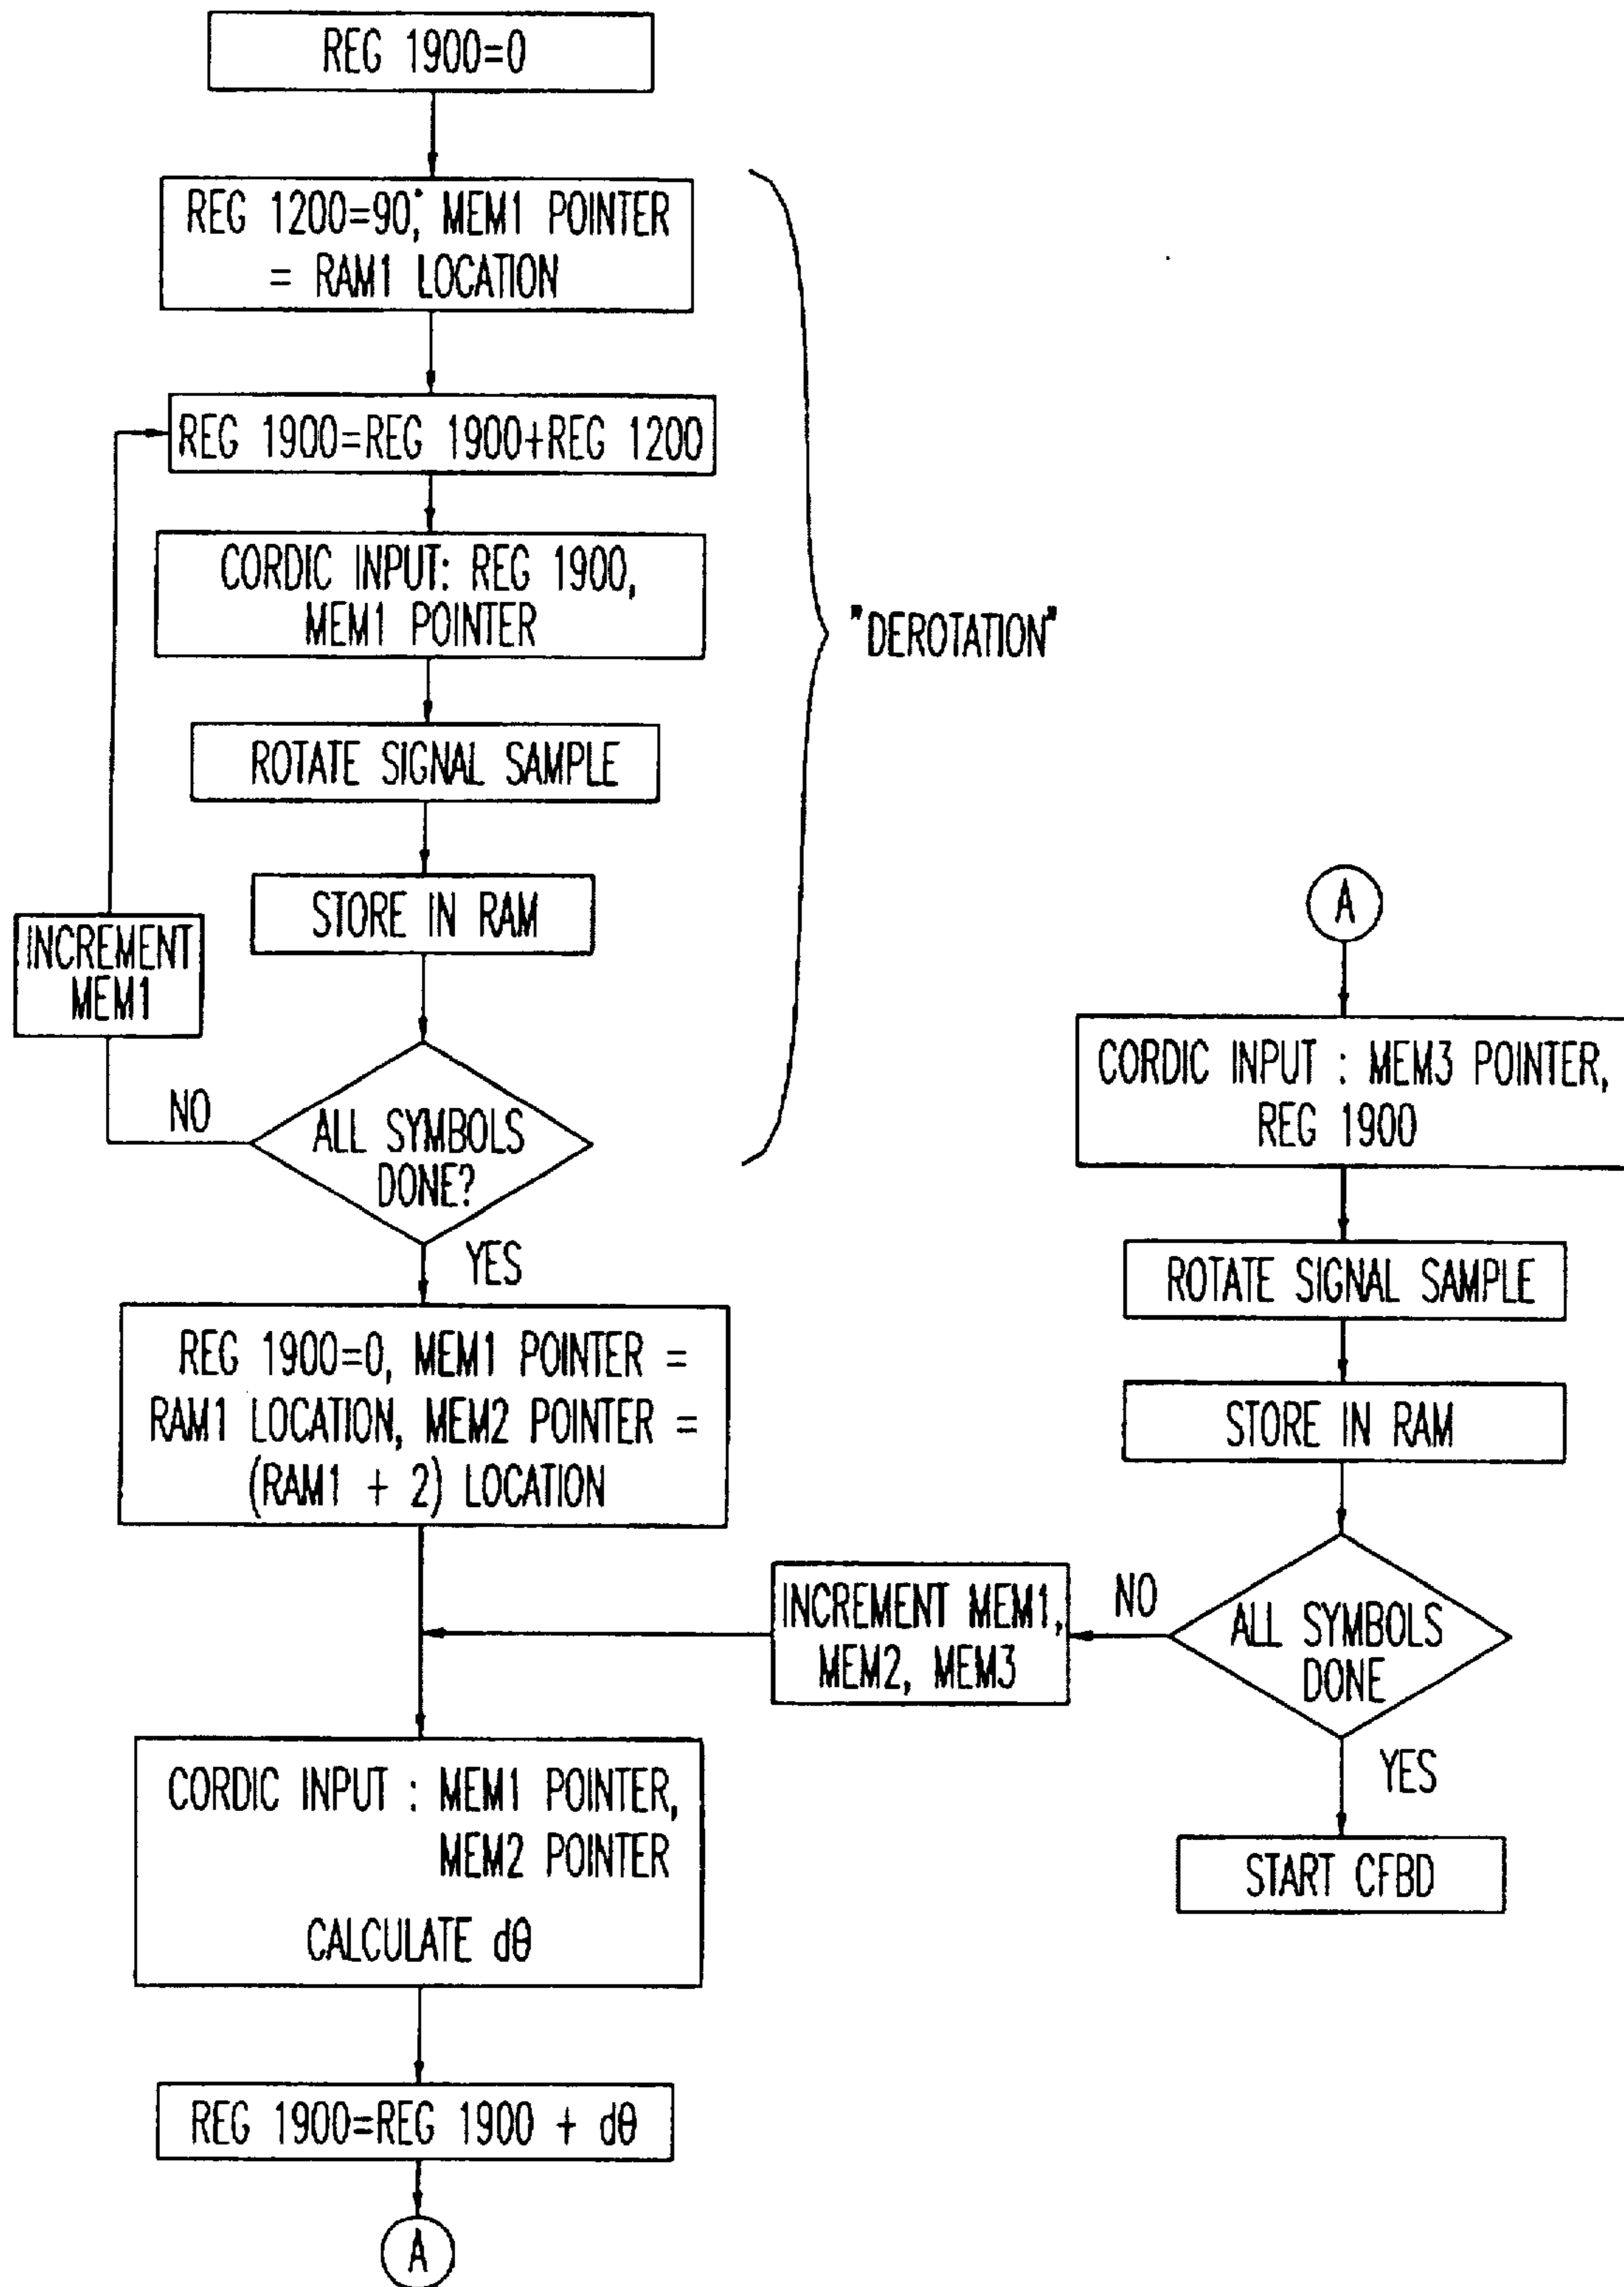 REG 1900=0
REG 1200=90°, MEM1 POINTER
= RAM1 LOCATION
REG 1900=REG 1900+REG 1200
CORDIC INPUT: REG 1900,
MEM1 POINTER
ROTATE SIGNAL SAMPLE
STORE IN RAM
INCREMENT
MEM1
NO
ALL SYMBOLS
DONE?
"DEROTATION"
YES
REG 1900=0, MEM1 POINTER =
RAM1 LOCATION, MEM2 POINTER =
(RAM1 + 2) LOCATION
CORDIC INPUT : MEM1 POINTER,
MEM2 POINTER
CALCULATE dθ
REG 1900=REG 1900 + dθ
A
A
CORDIC INPUT : MEM3 POINTER,
REG 1900
ROTATE SIGNAL SAMPLE
STORE IN RAM
ALL SYMBOLS
DONE
NO
INCREMENT MEM1,
MEM2, MEM3
YES
START CFBD